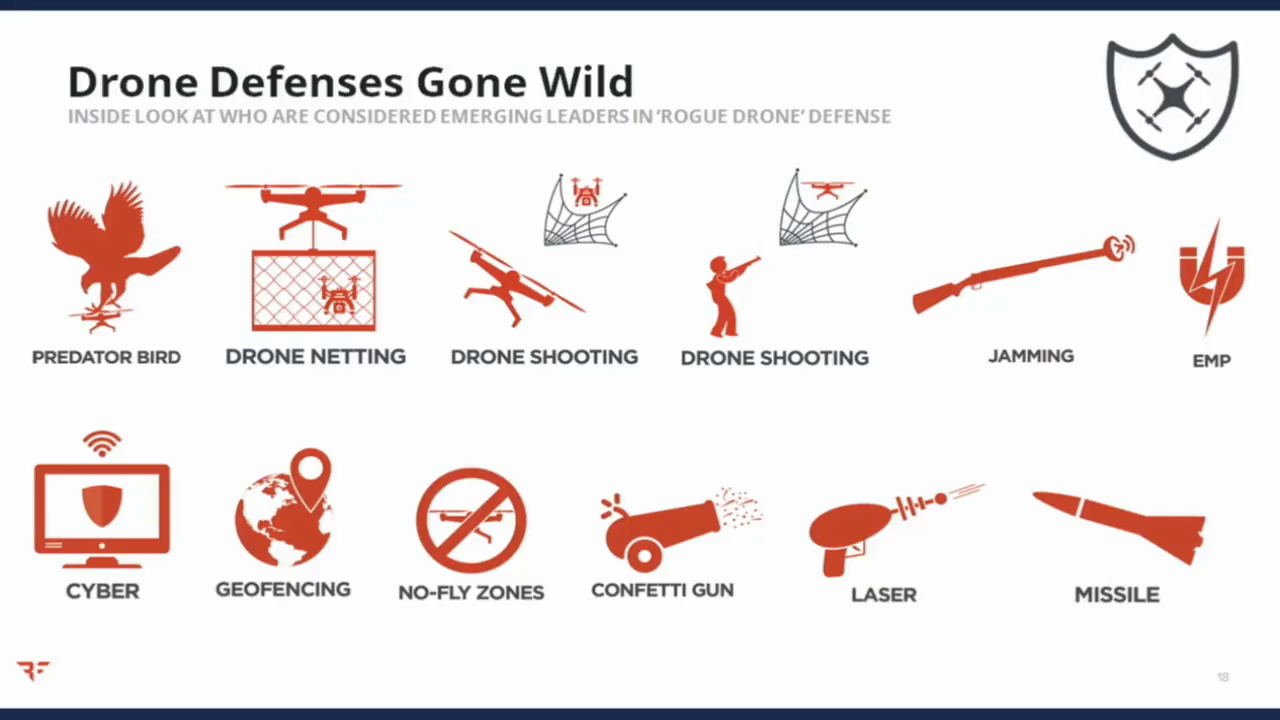 Drone Defenses Gone Wild
INSIDE LOOK AT WHO ARE CONSIDERED EMERGING LEADERS IN 'ROGUE DRONE' DEFENSE
PREDATOR BIRD
DRONE NETTING
DRONE SHOOTING
DRONE SHOOTING
JAMMING
EMP
CYBER
GEOFENCING
NO-FLY ZONES
CONFETTI GUN
LASER
MISSILE
RF
18